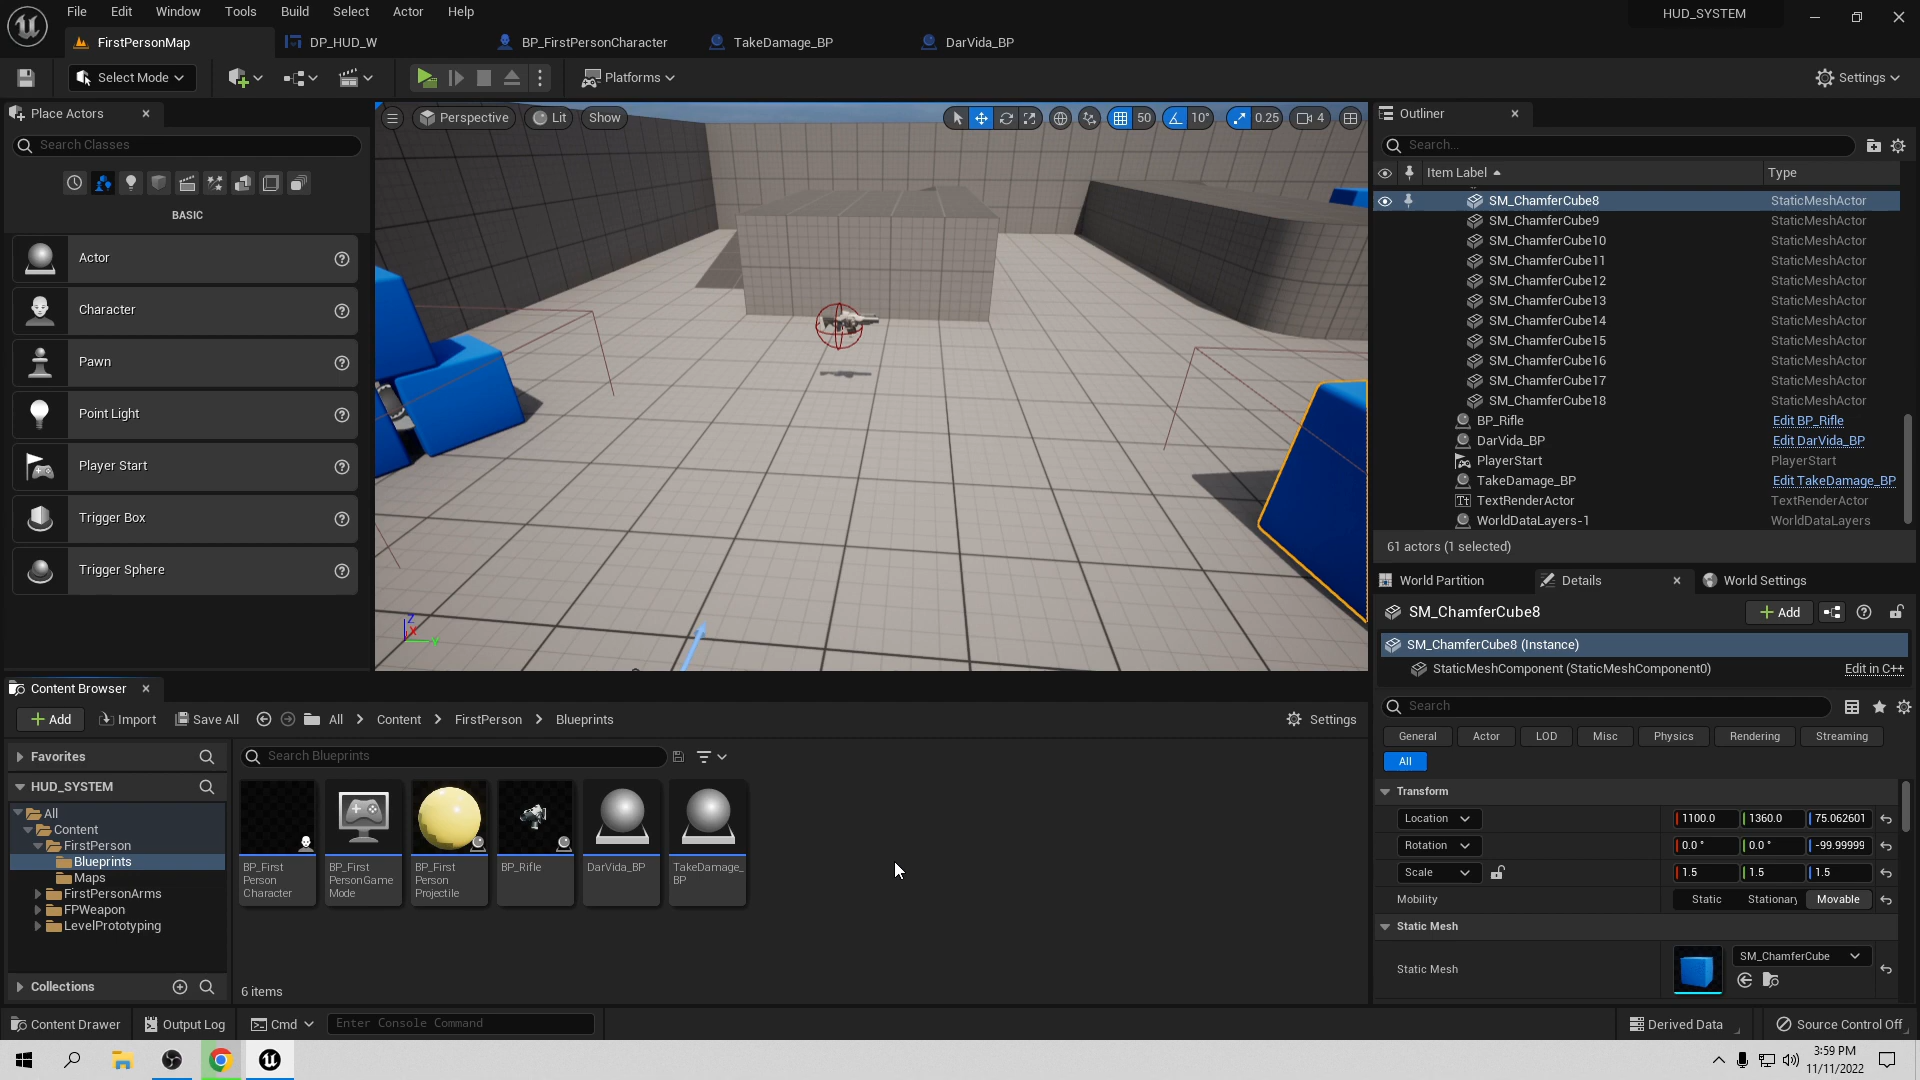 File Edit Window Tools Build Select Actor Help
HUD_SYSTEM
FirstPersonMap DP_HUD_W BP_FirstPersonCharacter TakeDamage_BP DarVida_BP
Select Mode Platforms Settings
Place Actors
Search Classes
BASIC
Actor
Character
Pawn
Point Light
Player Start
Trigger Box
Trigger Sphere
Perspective Lit Show 50 10° 0.25 4
Z
X
Y
Outliner
Search...
Item Label Type
SM_ChamferCube8 StaticMeshActor
SM_ChamferCube9 StaticMeshActor
SM_ChamferCube10 StaticMeshActor
SM_ChamferCube11 StaticMeshActor
SM_ChamferCube12 StaticMeshActor
SM_ChamferCube13 StaticMeshActor
SM_ChamferCube14 StaticMeshActor
SM_ChamferCube15 StaticMeshActor
SM_ChamferCube16 StaticMeshActor
SM_ChamferCube17 StaticMeshActor
SM_ChamferCube18 StaticMeshActor
BP_Rifle Edit BP_Rifle
DarVida_BP Edit DarVida_BP
PlayerStart PlayerStart
TakeDamage_BP Edit TakeDamage_BP
Tt TextRenderActor TextRenderActor
WorldDataLayers-1 WorldDataLayers
61 actors (1 selected)
World Partition Details World Settings
SM_ChamferCube8 + Add
SM_ChamferCube8 (Instance)
StaticMeshComponent (StaticMeshComponent0) Edit in C++
Search
General Actor LOD Misc Physics Rendering Streaming
All
Transform
Location 1100.0 1360.0 75.062601
Rotation 0.0 ° 0.0 ° -99.99999
Scale 1.5 1.5 1.5
Mobility Static Stationary Movable
Static Mesh
Static Mesh SM_ChamferCube
Content Browser
+ Add Import Save All All > Content > FirstPerson > Blueprints Settings
Favorites
HUD_SYSTEM
All
Content
FirstPerson
Blueprints
Maps
FirstPersonArms
FPWeapon
LevelPrototyping
Collections
Search Blueprints
BP_First
Person
Character
BP_First
PersonGame
Mode
BP_First
Person
Projectile
BP_Rifle
DarVida_BP
TakeDamage_
BP
6 items
Content Drawer Output Log Cmd Enter Console Command Derived Data Source Control Off
3:59 PM
11/11/2022